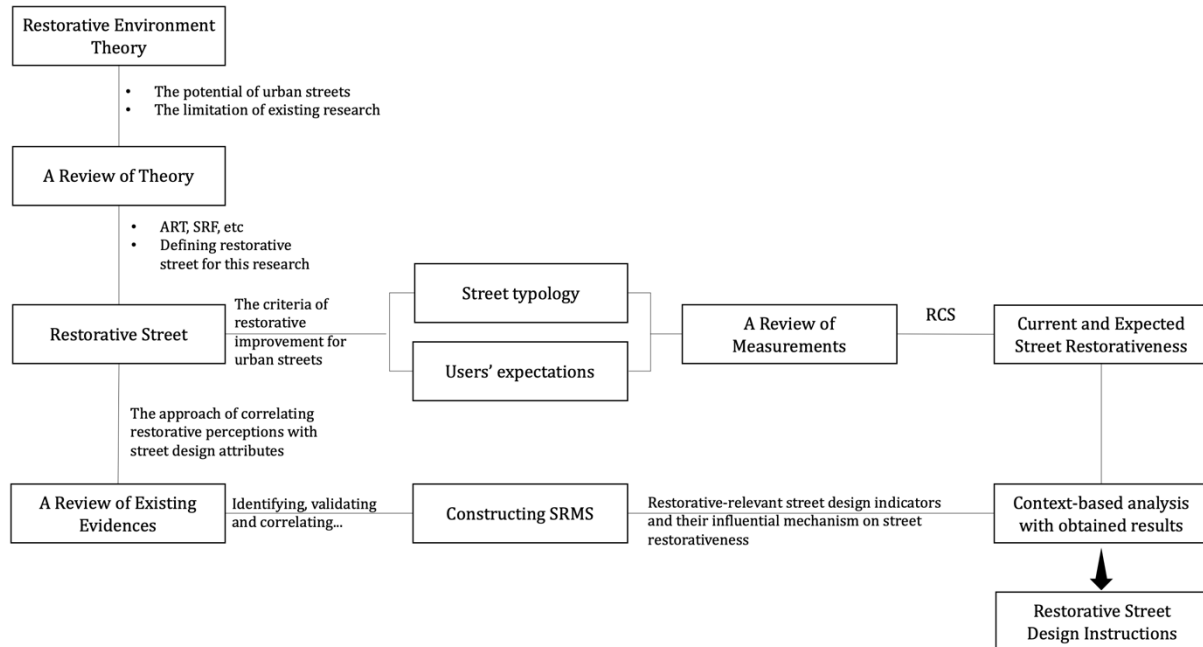 Restorative Environment
Theory
• The potential of urban streets
• The limitation of existing research
A Review of Theory
• ART, SRF, etc
• Defining restorative
street for this research
Restorative Street
The criteria of
restorative
improvement for
urban streets
Street typology
Users’ expectations
A Review of
Measurements
RCS
Current and Expected
Street Restorativeness
The approach of correlating
restorative perceptions with
street design attributes
A Review of Existing
Evidences
Identifying, validating
and correlating...
Constructing SRMS
Restorative-relevant street design indicators
and their influential mechanism on street
restorativeness
Context-based analysis
with obtained results
Restorative Street
Design Instructions